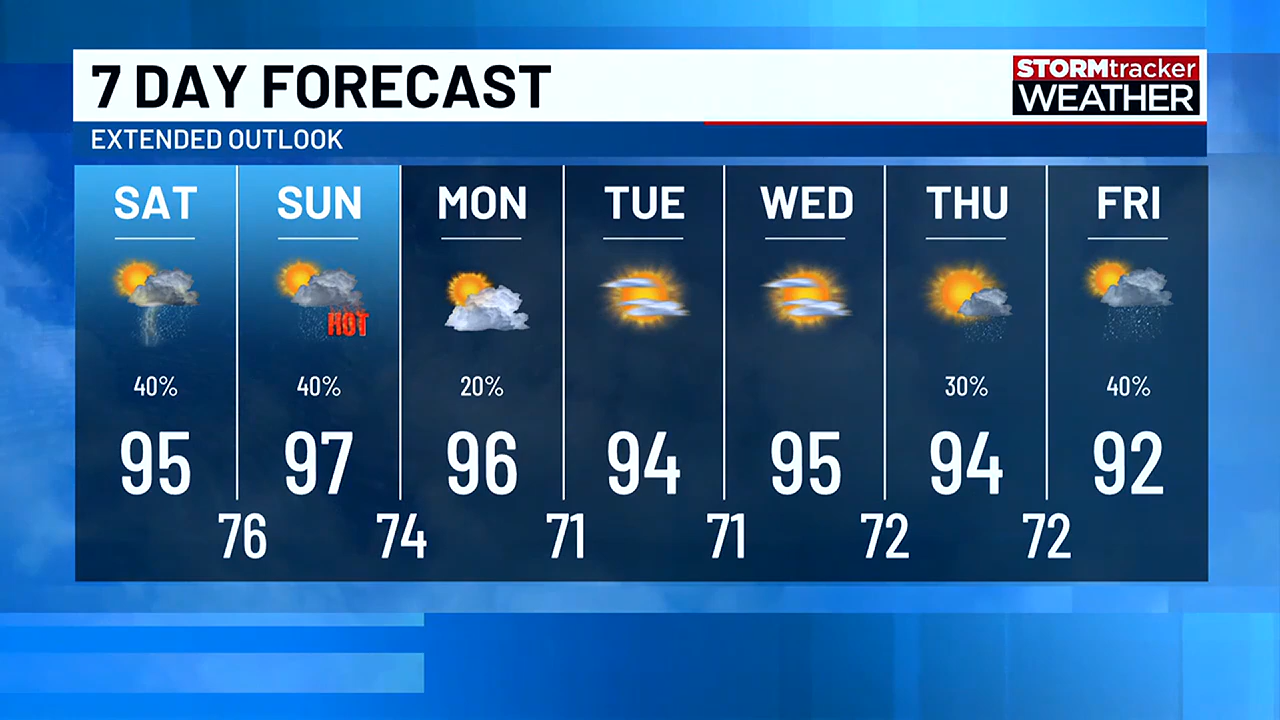 7 DAY FORECAST
STORMtracker
WEATHER
EXTENDED OUTLOOK
SAT SUN MON TUE WED THU FRI
HOT
40% 40% 20% 30% 40%
95 97 96 94 95 94 92
76 74 71 71 72 72